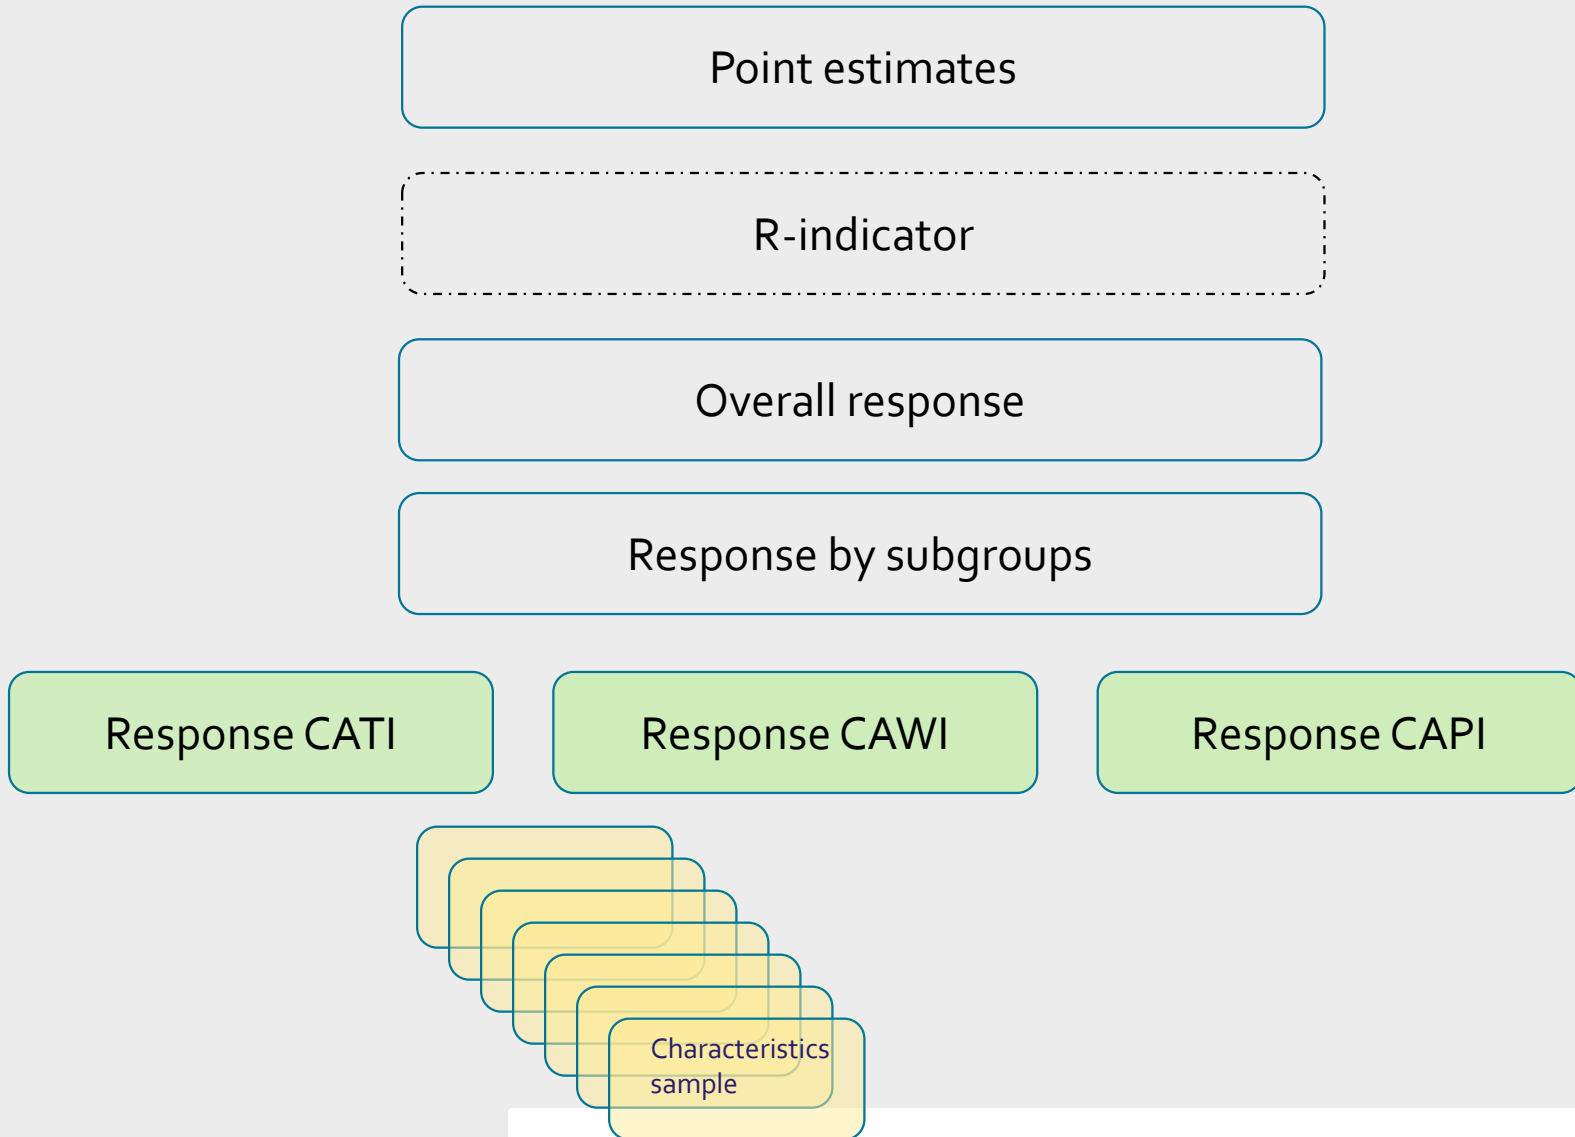 Point estimates
R-indicator
Overall response
Response by subgroups
Response CATI
Response CAWI
Response CAPI
Characteristics
sample